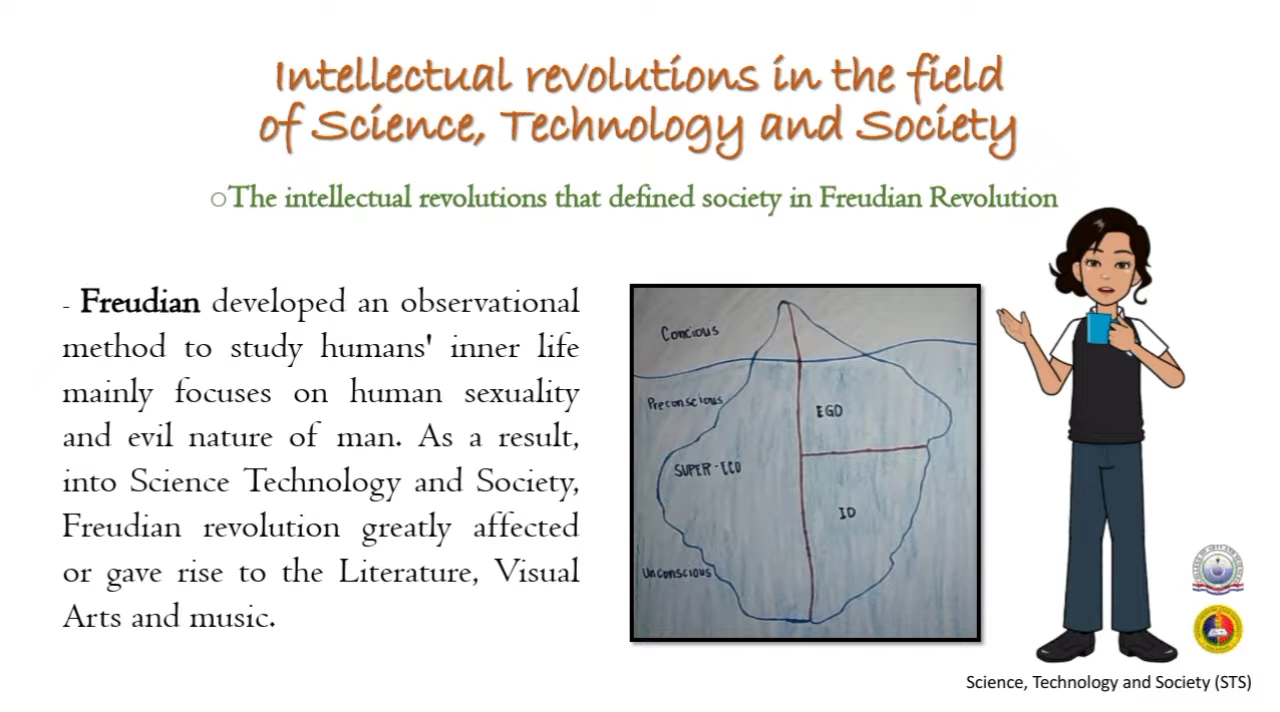 Intellectual revolutions in the field
of Science, Technology and Society
The intellectual revolutions that defined society in Freudian Revolution
- Freudian developed an observational
method to study humans' inner life
mainly focuses on human sexuality
and evil nature of man. As a result,
into Science Technology and Society,
Freudian revolution greatly affected
or gave rise to the Literature, Visual
Arts and music.
Concious
Preconscious
EGO
SUPER-EGO
ID
Unconscious
Science, Technology and Society (STS)